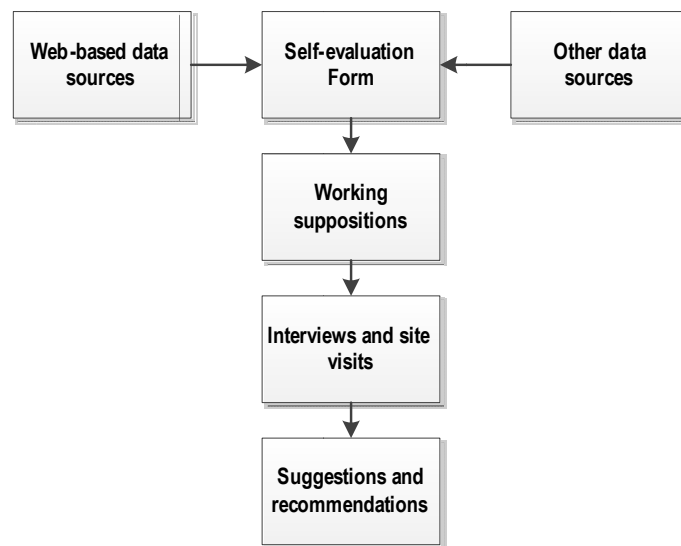 Web-based data
sources
Self-evaluation
Form
Other data
sources
Working
suppositions
Interviews and site
visits
Suggestions and
recommendations